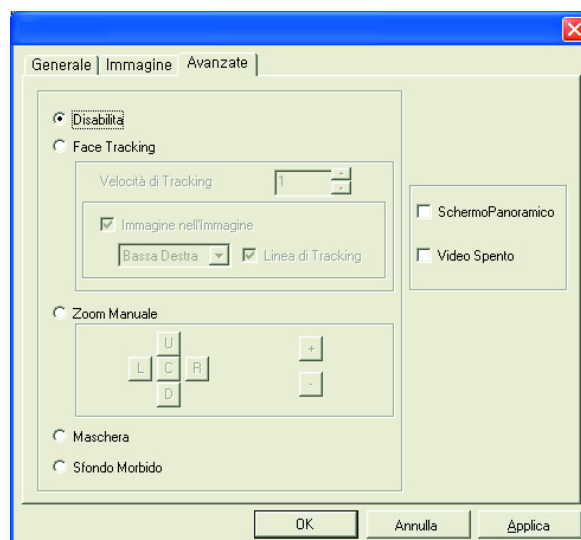 Generale Immagine Avanzate
Disabilita
Face Tracking
Velocità di Tracking 1
Immagine nell'Immagine
Bassa Destra Linea di Tracking
SchermoPanoramico
Video Spento
Zoom Manuale
U
L C R
D
+
-
Maschera
Sfondo Morbido
OK Annulla Applica